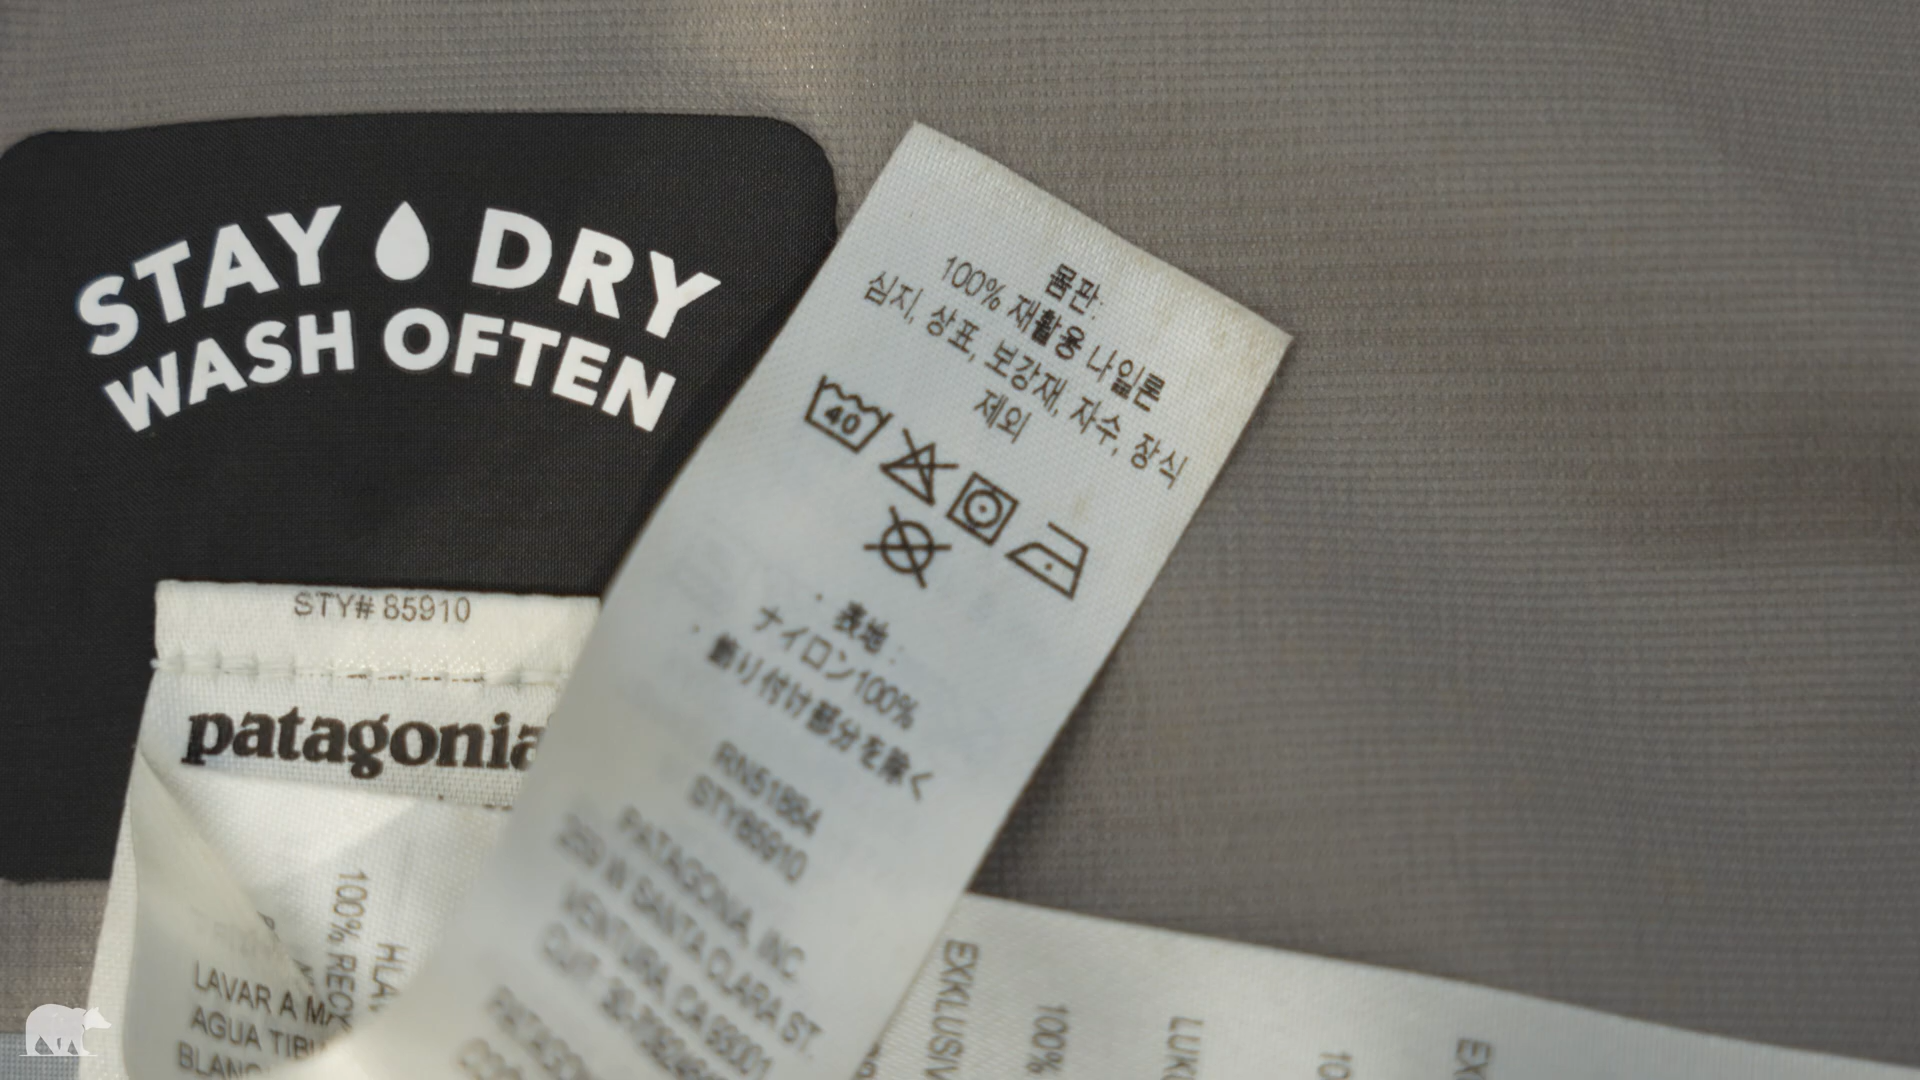 STAY DRY
WASH OFTEN
STY# 85910
patagonia
몸판:
100% 재활용 나일론
심지, 상표, 보강재, 자수, 장식
제외
40
表地:
ナイロン100%
飾り付け部分を除く
RN51884
STY85910
PATAGONIA, INC
259 W SANTA CLARA ST.
VENTURA, CA 93001
CUIT:
100% RECY
LAVAR A
AGUA
100%